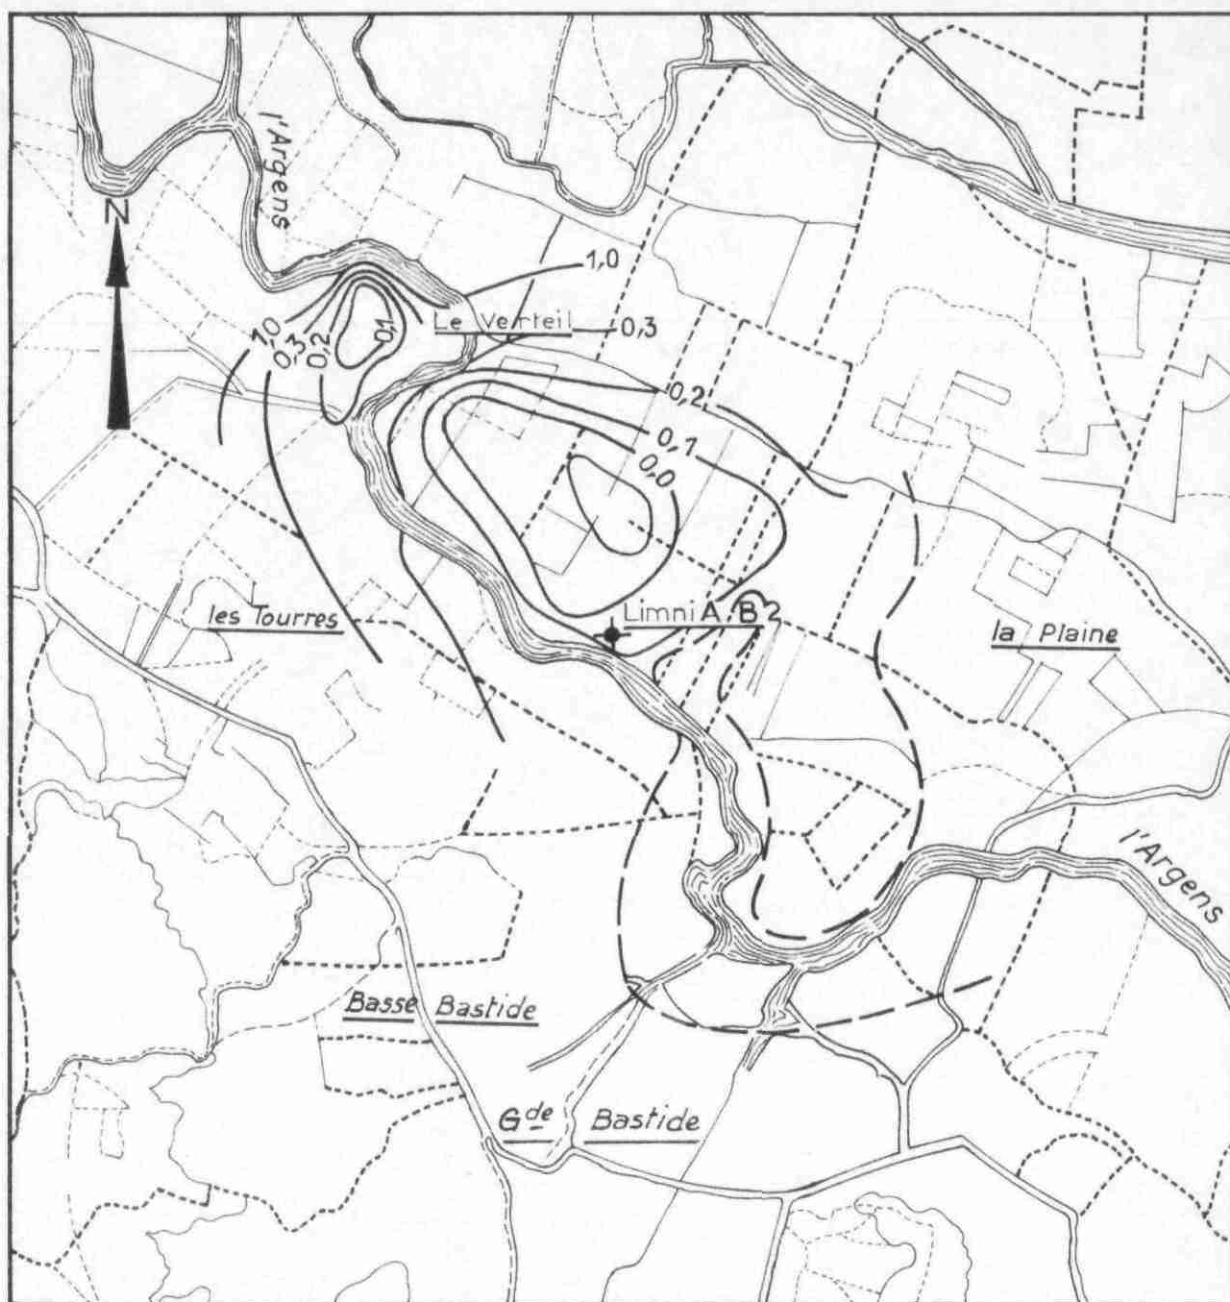 l'Argens
N
1,0
Le Verteil
0,3
1,0
0,3
0,2
0,1
0,2
0,1
0,0
les Tourres
Limni A B 2
la Plaine
l'Argens
Basse Bastide
Gde Bastide